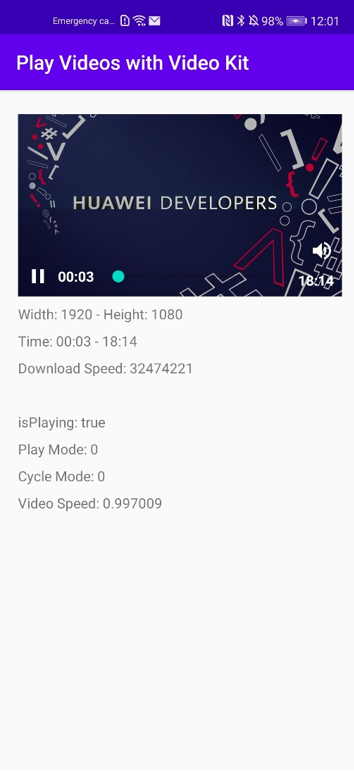 Emergency ca... 98% 12:01
Play Videos with Video Kit
HUAWEI DEVELOPERS
00:03
18:14
Width: 1920 - Height: 1080
Time: 00:03 - 18:14
Download Speed: 32474221
isPlaying: true
Play Mode: 0
Cycle Mode: 0
Video Speed: 0.997009